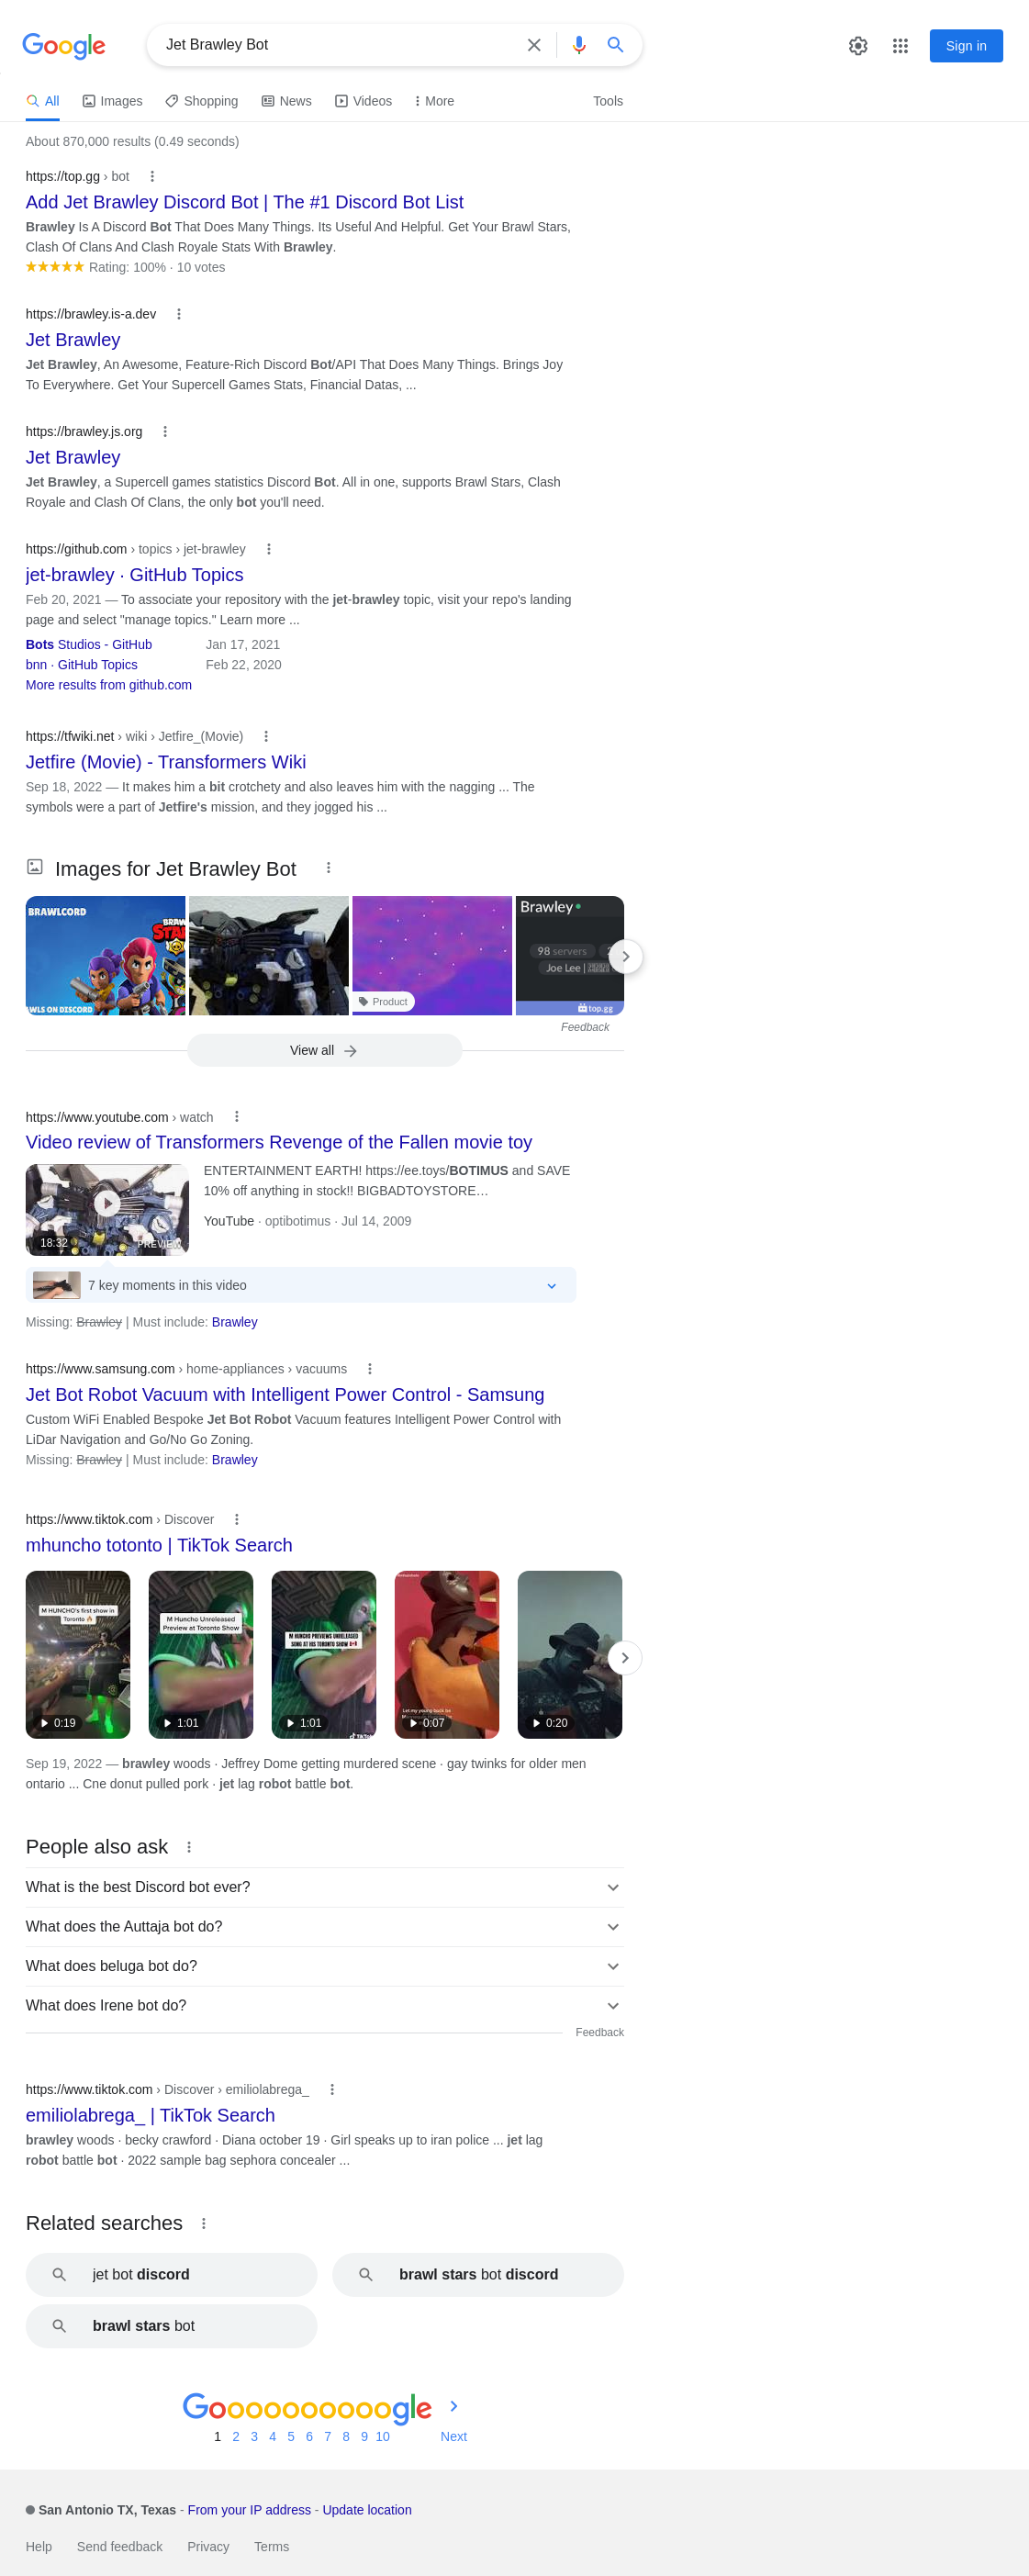 Google
Jet Brawley Bot
Sign in
All
Images
Shopping
News
Videos
More
Tools
About 870,000 results (0.49 seconds)
https://top.gg › bot
Add Jet Brawley Discord Bot | The #1 Discord Bot List
Brawley Is A Discord Bot That Does Many Things. Its Useful And Helpful. Get Your Brawl Stars,
Clash Of Clans And Clash Royale Stats With Brawley.
Rating: 100% · 10 votes
https://brawley.is-a.dev
Jet Brawley
Jet Brawley, An Awesome, Feature-Rich Discord Bot/API That Does Many Things. Brings Joy
To Everywhere. Get Your Supercell Games Stats, Financial Datas, ...
https://brawley.js.org
Jet Brawley
Jet Brawley, a Supercell games statistics Discord Bot. All in one, supports Brawl Stars, Clash
Royale and Clash Of Clans, the only bot you'll need.
https://github.com › topics › jet-brawley
jet-brawley · GitHub Topics
Feb 20, 2021 — To associate your repository with the jet-brawley topic, visit your repo's landing
page and select "manage topics." Learn more ...
Bots Studios - GitHub Jan 17, 2021
bnn · GitHub Topics Feb 22, 2020
More results from github.com
https://tfwiki.net › wiki › Jetfire_(Movie)
Jetfire (Movie) - Transformers Wiki
Sep 18, 2022 — It makes him a bit crotchety and also leaves him with the nagging ... The
symbols were a part of Jetfire's mission, and they jogged his ...
Images for Jet Brawley Bot
BRAWLCORD
BRAW
STA
WLS ON DISCORD
Product
Brawley
98 servers
Joe Lee |
top.gg
Feedback
View all
https://www.youtube.com › watch
Video review of Transformers Revenge of the Fallen movie toy
ENTERTAINMENT EARTH! https://ee.toys/BOTIMUS and SAVE
10% off anything in stock!! BIGBADTOYSTORE…
YouTube · optibotimus · Jul 14, 2009
18:32
PREVIEW
7 key moments in this video
Missing: Brawley | Must include: Brawley
https://www.samsung.com › home-appliances › vacuums
Jet Bot Robot Vacuum with Intelligent Power Control - Samsung
Custom WiFi Enabled Bespoke Jet Bot Robot Vacuum features Intelligent Power Control with
LiDar Navigation and Go/No Go Zoning.
Missing: Brawley | Must include: Brawley
https://www.tiktok.com › Discover
mhuncho totonto | TikTok Search
M HUNCHO's first show in
Toronto 🔥
0:19
M Huncho Unreleased
Preview at Toronto Show
1:01
M HUNCHO PREVIEWS UNRELEASED
SONG AT HIS TORONTO SHOW
1:01
Let my young buck be
0:07
0:20
Sep 19, 2022 — brawley woods · Jeffrey Dome getting murdered scene · gay twinks for older men
ontario ... Cne donut pulled pork · jet lag robot battle bot.
People also ask
What is the best Discord bot ever?
What does the Auttaja bot do?
What does beluga bot do?
What does Irene bot do?
Feedback
https://www.tiktok.com › Discover › emiliolabrega_
emiliolabrega_ | TikTok Search
brawley woods · becky crawford · Diana october 19 · Girl speaks up to iran police ... jet lag
robot battle bot · 2022 sample bag sephora concealer ...
Related searches
jet bot discord
brawl stars bot discord
brawl stars bot
Goooooooooogle
1 2 3 4 5 6 7 8 9 10 Next
San Antonio TX, Texas - From your IP address - Update location
Help Send feedback Privacy Terms